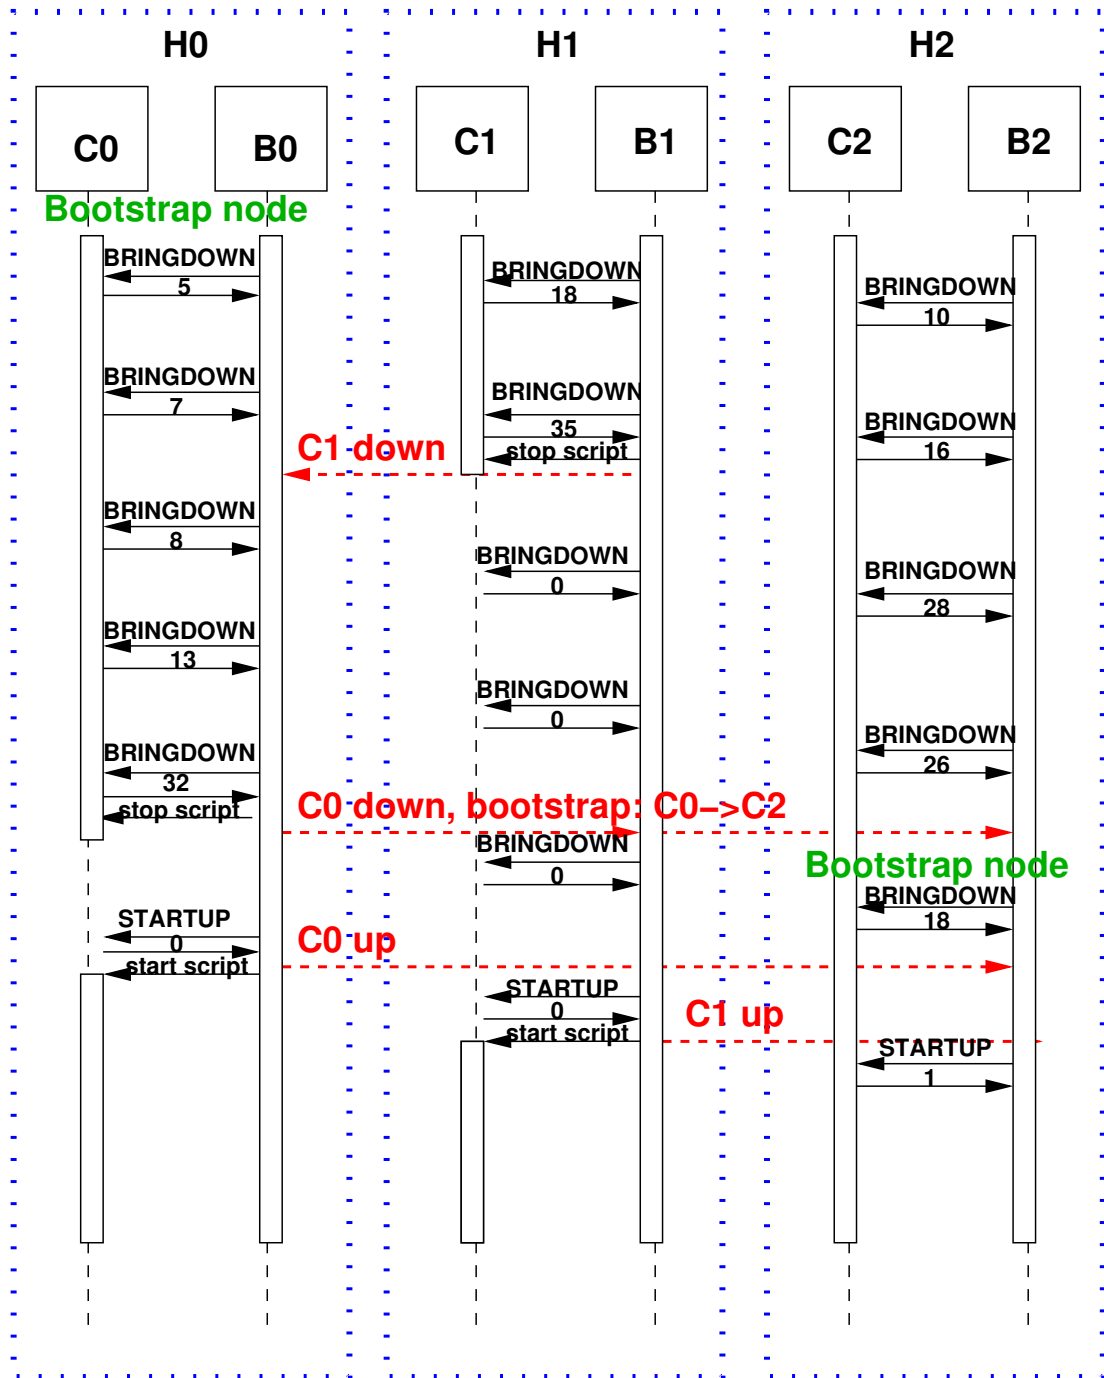 H0
H1
H2
C0
B0
C1
B1
C2
B2
Bootstrap node
BRINGDOWN
5
BRINGDOWN
18
BRINGDOWN
10
BRINGDOWN
7
BRINGDOWN
35
stop script
C1 down
BRINGDOWN
16
BRINGDOWN
8
BRINGDOWN
0
BRINGDOWN
28
BRINGDOWN
13
BRINGDOWN
0
BRINGDOWN
26
BRINGDOWN
32
stop script
C0 down, bootstrap: C0–>C2
BRINGDOWN
0
Bootstrap node
BRINGDOWN
18
STARTUP
0
start script
C0 up
STARTUP
0
start script
C1 up
STARTUP
1